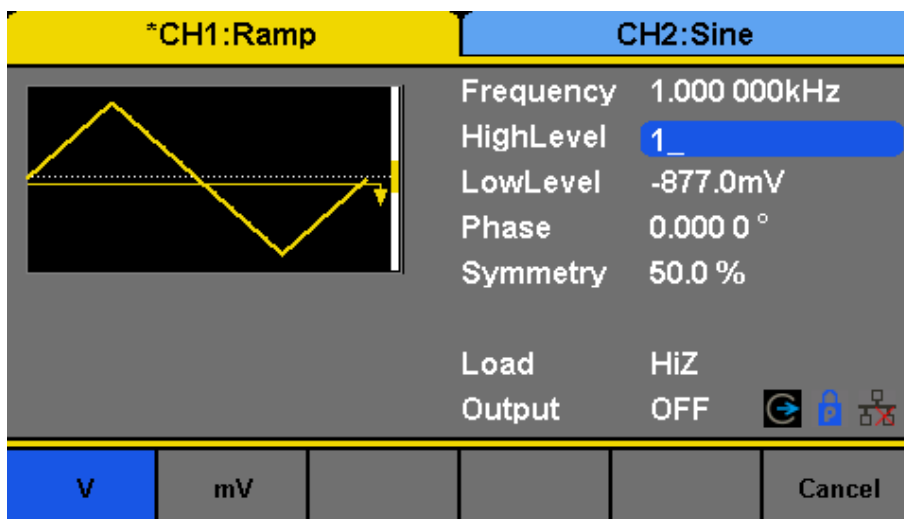 *CH1:Ramp CH2:Sine
Frequency 1.000 000kHz
HighLevel 1_
LowLevel -877.0mV
Phase 0.000 0 °
Symmetry 50.0 %
Load HiZ
Output OFF P
V mV Cancel